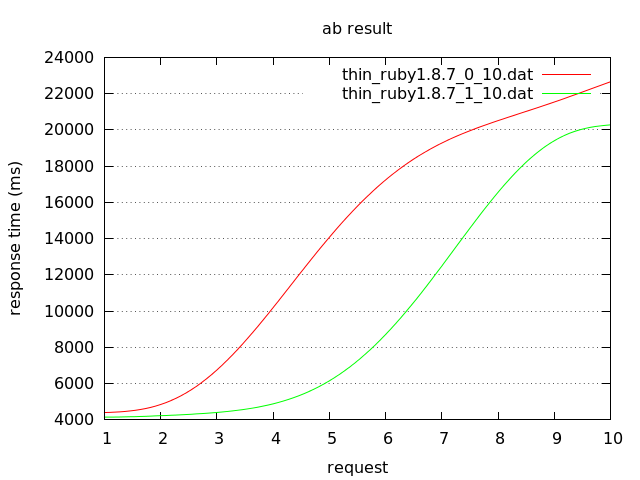 ab result
24000
22000
20000
18000
16000
14000
12000
10000
8000
6000
4000
thin_ruby1.8.7_0_10.dat
thin_ruby1.8.7_1_10.dat
response time (ms)
1 2 3 4 5 6 7 8 9 10
request